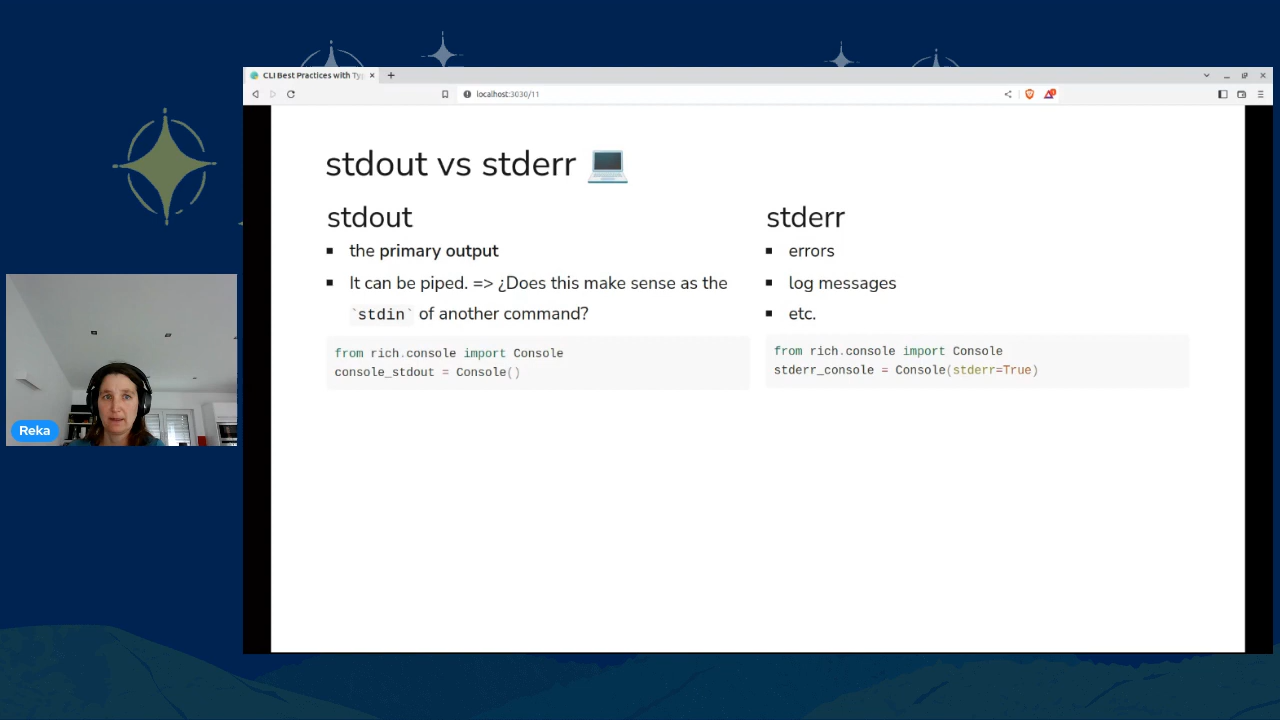 CLI Best Practices with Ty
localhost:3030/11
stdout vs stderr
stdout
the primary output
It can be piped. => ¿Does this make sense as the
`stdin` of another command?
from rich.console import Console
console_stdout = Console()
stderr
errors
log messages
etc.
from rich.console import Console
stderr_console = Console(stderr=True)
Reka